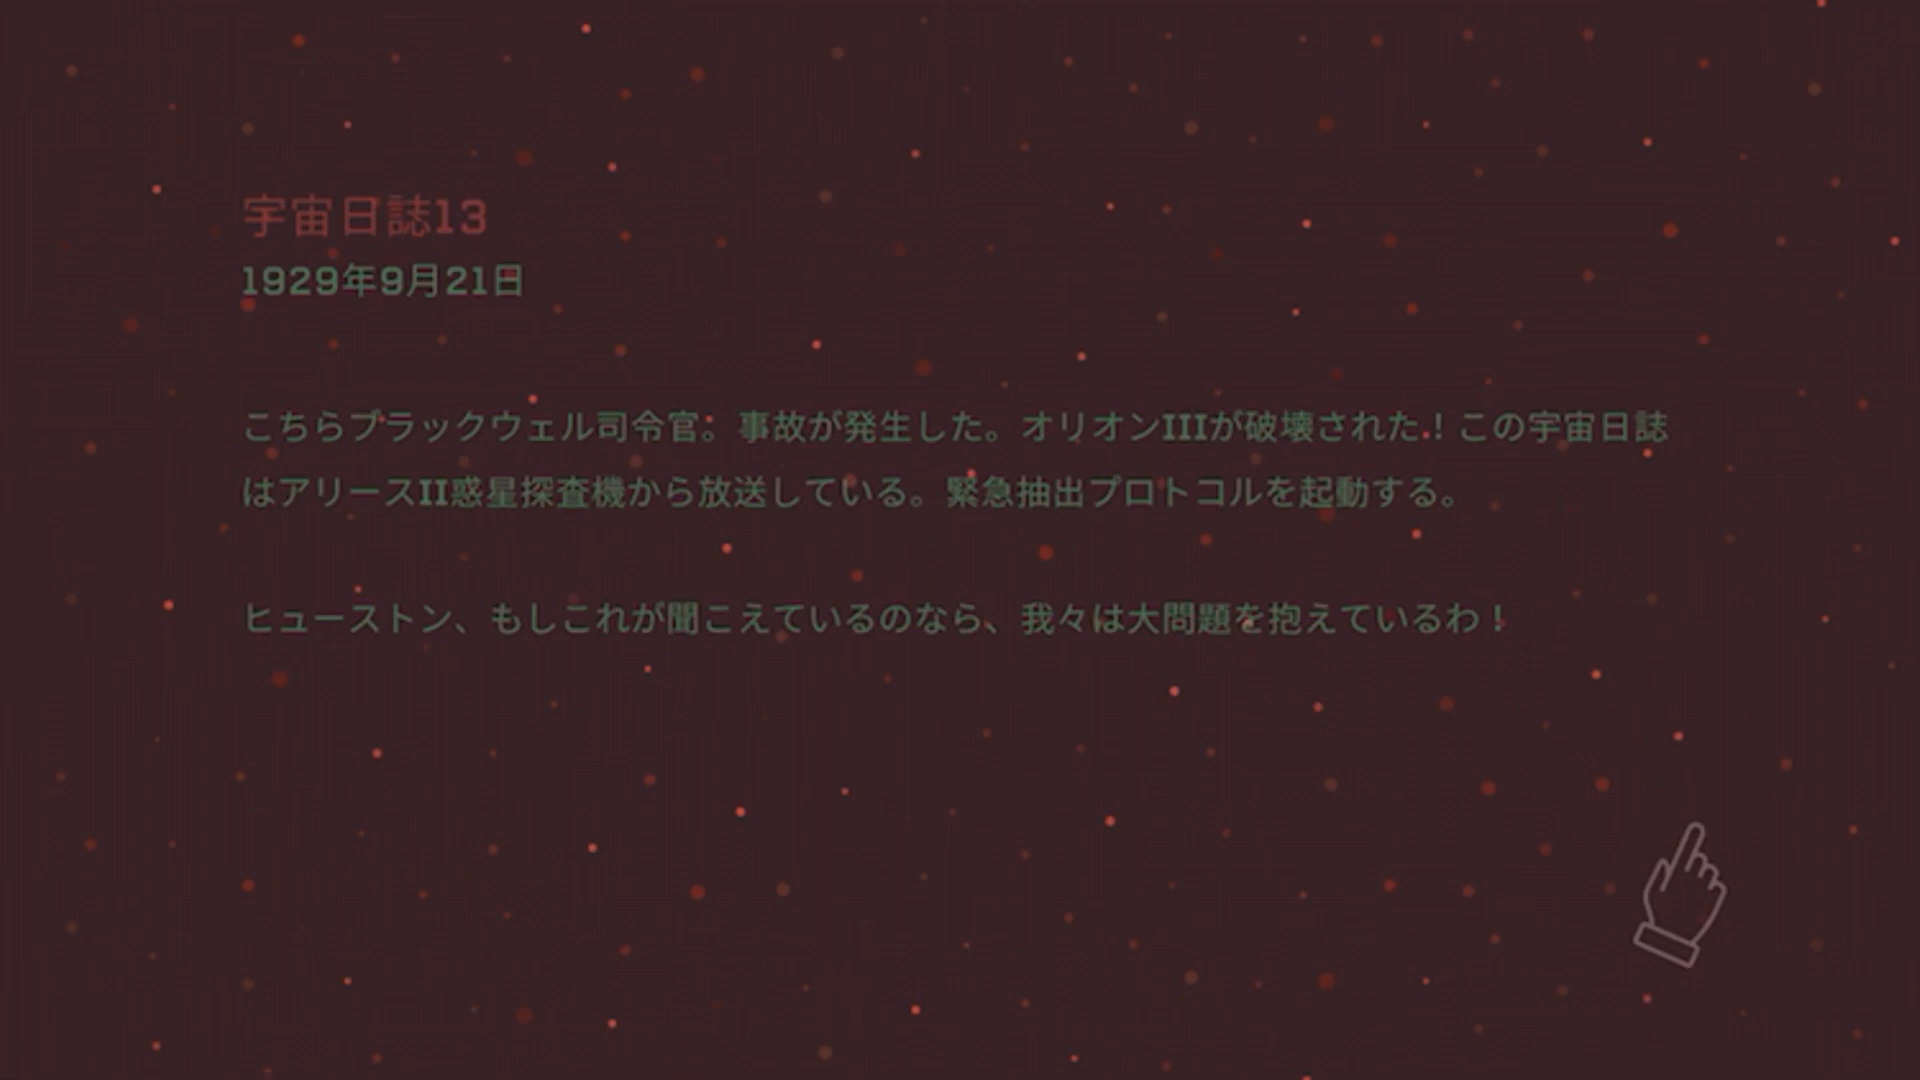 宇宙日誌13
1929年9月21日
こちらブラックウェル司令官。事故が発生した。オリオンIIIが破壊された！この宇宙日誌
はアリースII惑星探査機から放送している。緊急抽出プロトコルを起動する。
ヒューストン、もしこれが聞こえているのなら、我々は大問題を抱えているわ！